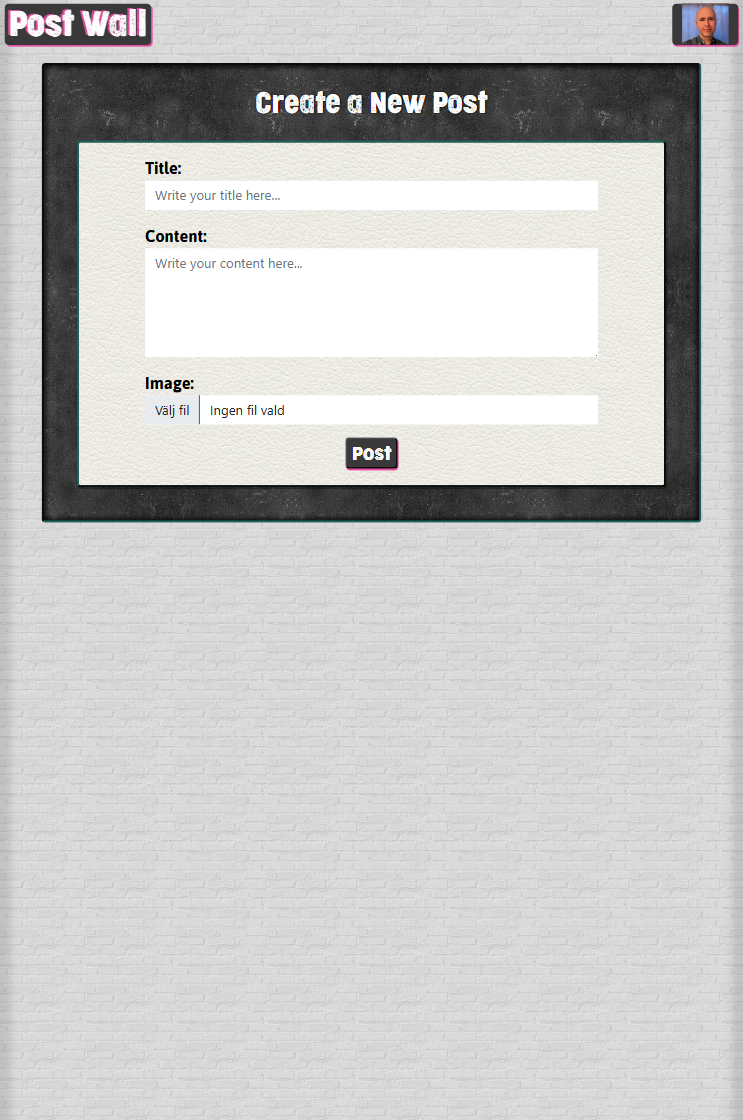 Post Wall
Create a New Post
Title:
Write your title here...
Content:
Write your content here...
Image:
Välj fil
Ingen fil vald
Post